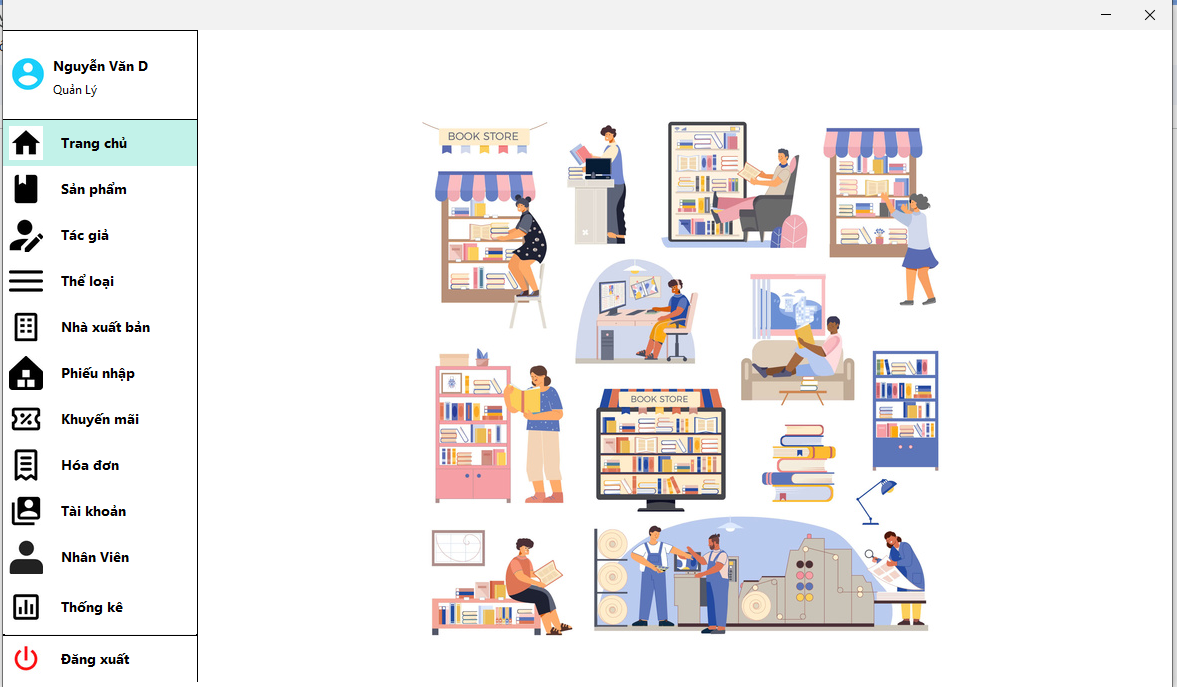 Nguyễn Văn D
Quản Lý
Trang chủ
Sản phẩm
Tác giả
Thể loại
Nhà xuất bản
Phiếu nhập
Khuyến mãi
Hóa đơn
Tài khoản
Nhân Viên
Thống kê
Đăng xuất
BOOK STORE
BOOK STORE